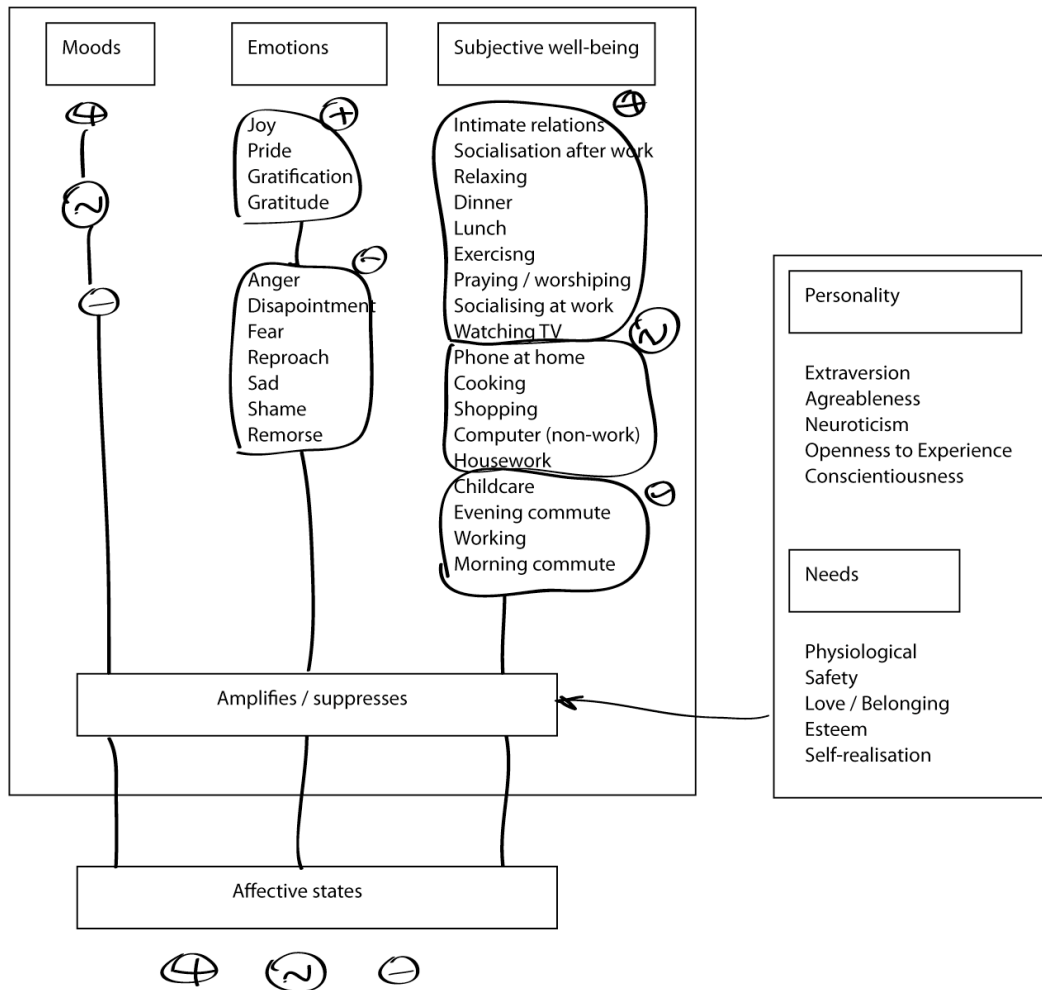 Moods
+
~
−
Emotions
+
Joy
Pride
Gratification
Gratitude
−
Anger
Disapointment
Fear
Reproach
Sad
Shame
Remorse
Subjective well-being
+
Intimate relations
Socialisation after work
Relaxing
Dinner
Lunch
Exercisng
Praying / worshiping
Socialising at work
Watching TV
~
Phone at home
Cooking
Shopping
Computer (non-work)
Housework
−
Childcare
Evening commute
Working
Morning commute
Amplifies / suppresses
Affective states
+ ~ −
Personality
Extraversion
Agreableness
Neuroticism
Openness to Experience
Conscientiousness
Needs
Physiological
Safety
Love / Belonging
Esteem
Self-realisation